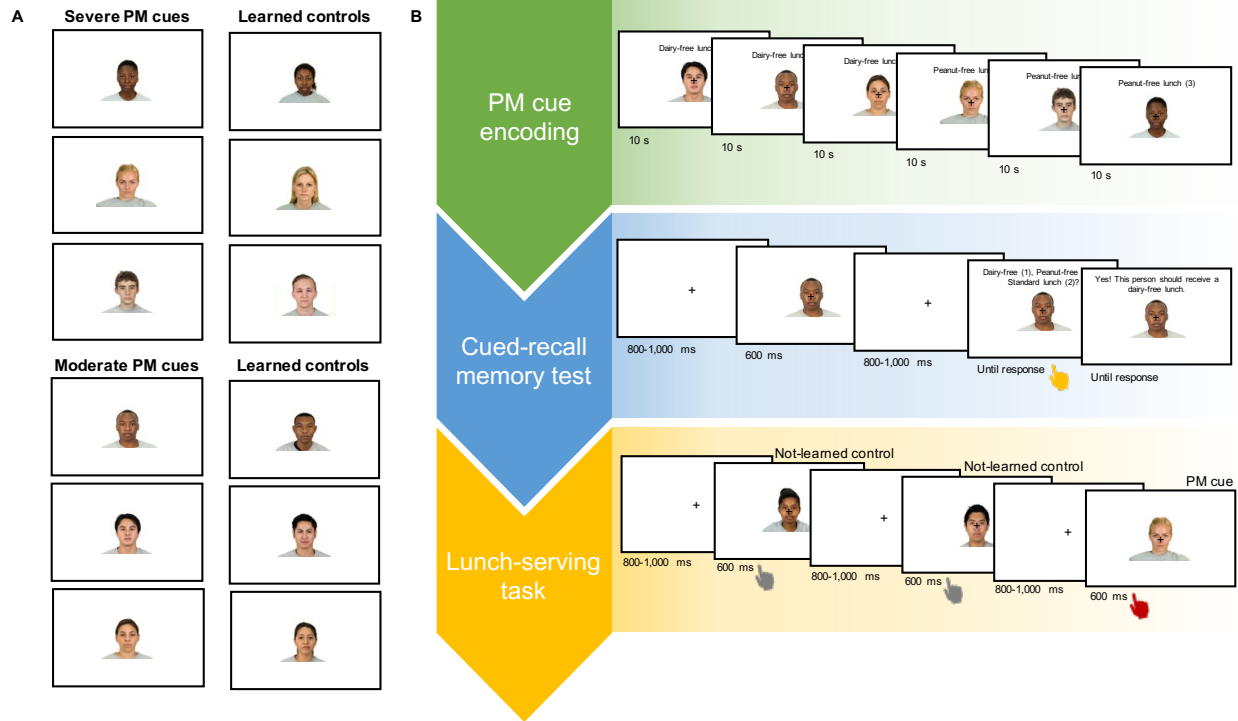 A
Severe PM cues
Learned controls
Moderate PM cues
Learned controls
B
PM cue
encoding
Dairy-free lunc
Dairy-free lunc
Dairy-free lunc
Peanut-free lun
Peanut-free lun
Peanut-free lunch (3)
10 s
10 s
10 s
10 s
10 s
10 s
Cued-recall
memory test
+
+
Dairy-free (1), Peanut-free
Standard lunch (2)?
Yes! This person should receive a
dairy-free lunch.
800-1,000 ms
600 ms
800-1,000 ms
Until response
Until response
Lunch-serving
task
Not-learned control
Not-learned control
PM cue
+
+
+
800-1,000 ms
600 ms
800-1,000 ms
600 ms
800-1,000 ms
600 ms